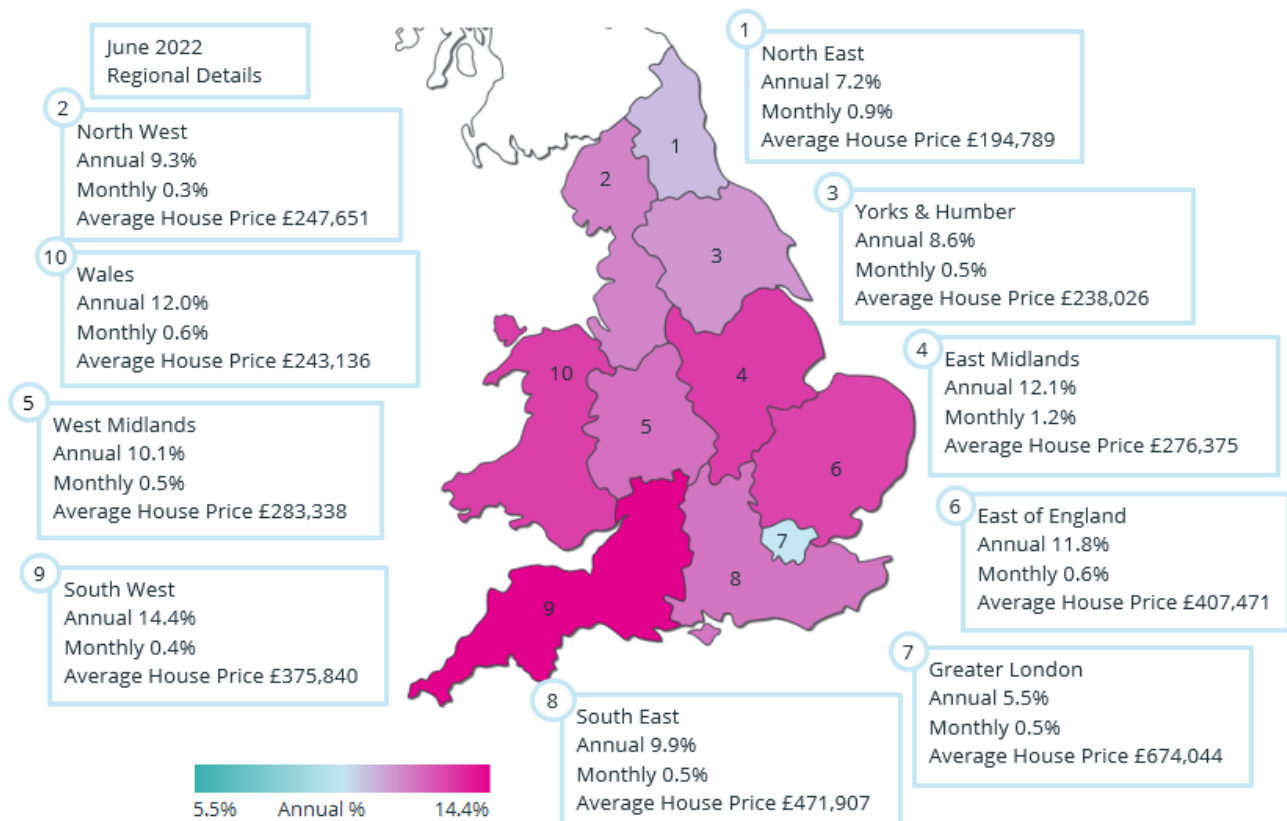 June 2022
Regional Details
1
North East
Annual 7.2%
Monthly 0.9%
Average House Price £194,789
2
North West
Annual 9.3%
Monthly 0.3%
Average House Price £247,651
3
Yorks & Humber
Annual 8.6%
Monthly 0.5%
Average House Price £238,026
10
Wales
Annual 12.0%
Monthly 0.6%
Average House Price £243,136
4
East Midlands
Annual 12.1%
Monthly 1.2%
Average House Price £276,375
5
West Midlands
Annual 10.1%
Monthly 0.5%
Average House Price £283,338
6
East of England
Annual 11.8%
Monthly 0.6%
Average House Price £407,471
9
South West
Annual 14.4%
Monthly 0.4%
Average House Price £375,840
7
Greater London
Annual 5.5%
Monthly 0.5%
Average House Price £674,044
8
South East
Annual 9.9%
Monthly 0.5%
Average House Price £471,907
1
2
3
10
4
5
6
7
8
9
5.5% Annual % 14.4%